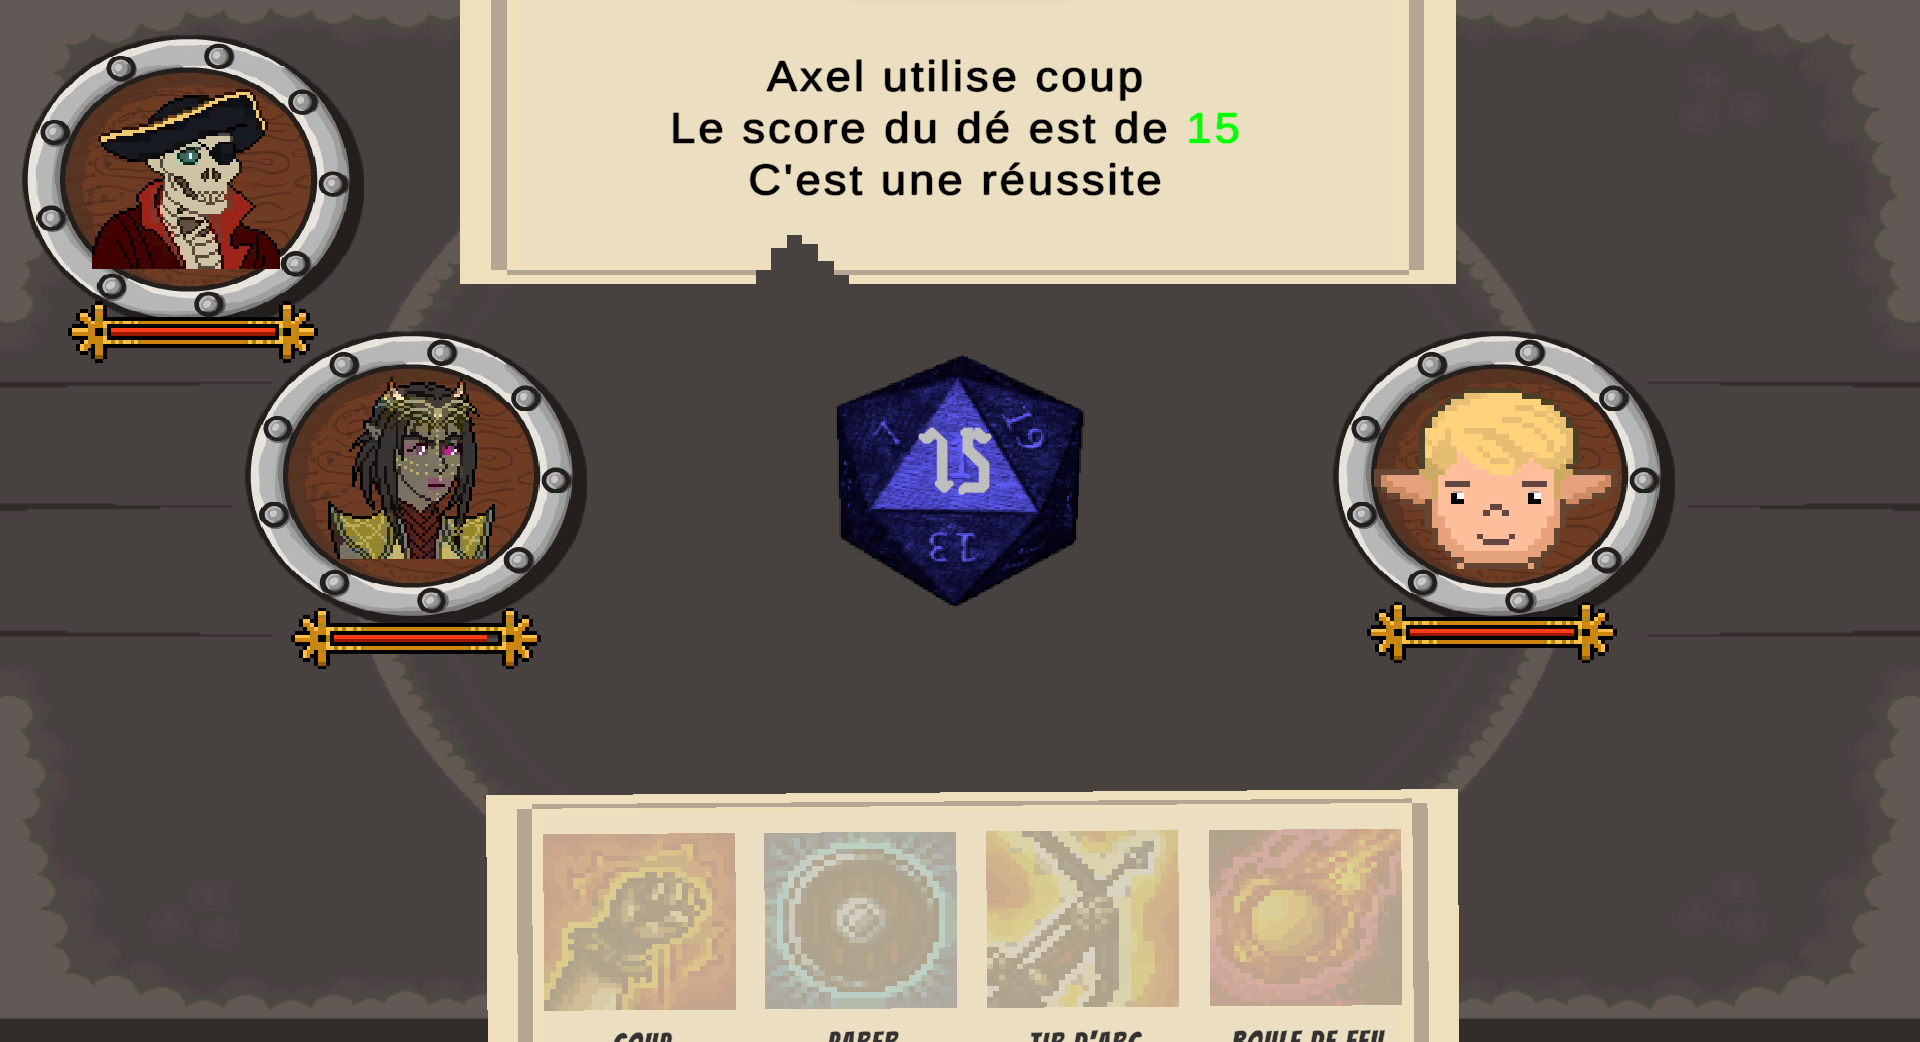 Axel utilise coup
Le score du dé est de 15
C'est une réussite
7 15 19
13
COUP PARER TIR D'ARC BOULE DE FEU